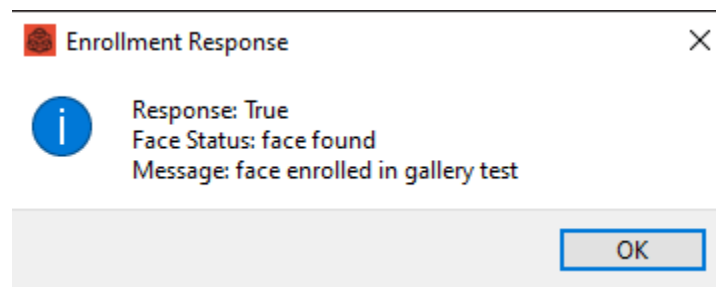 Enrollment Response
Response: True
Face Status: face found
Message: face enrolled in gallery test
OK